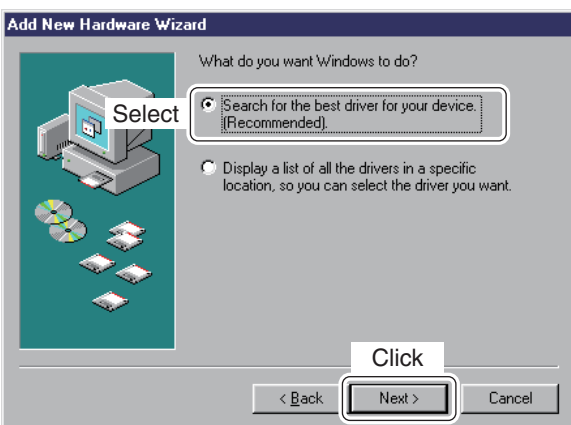 Add New Hardware Wizard
What do you want Windows to do?
Select
Search for the best driver for your device.
(Recommended).
Display a list of all the drivers in a specific
location, so you can select the driver you want.
Click
< Back
Next >
Cancel